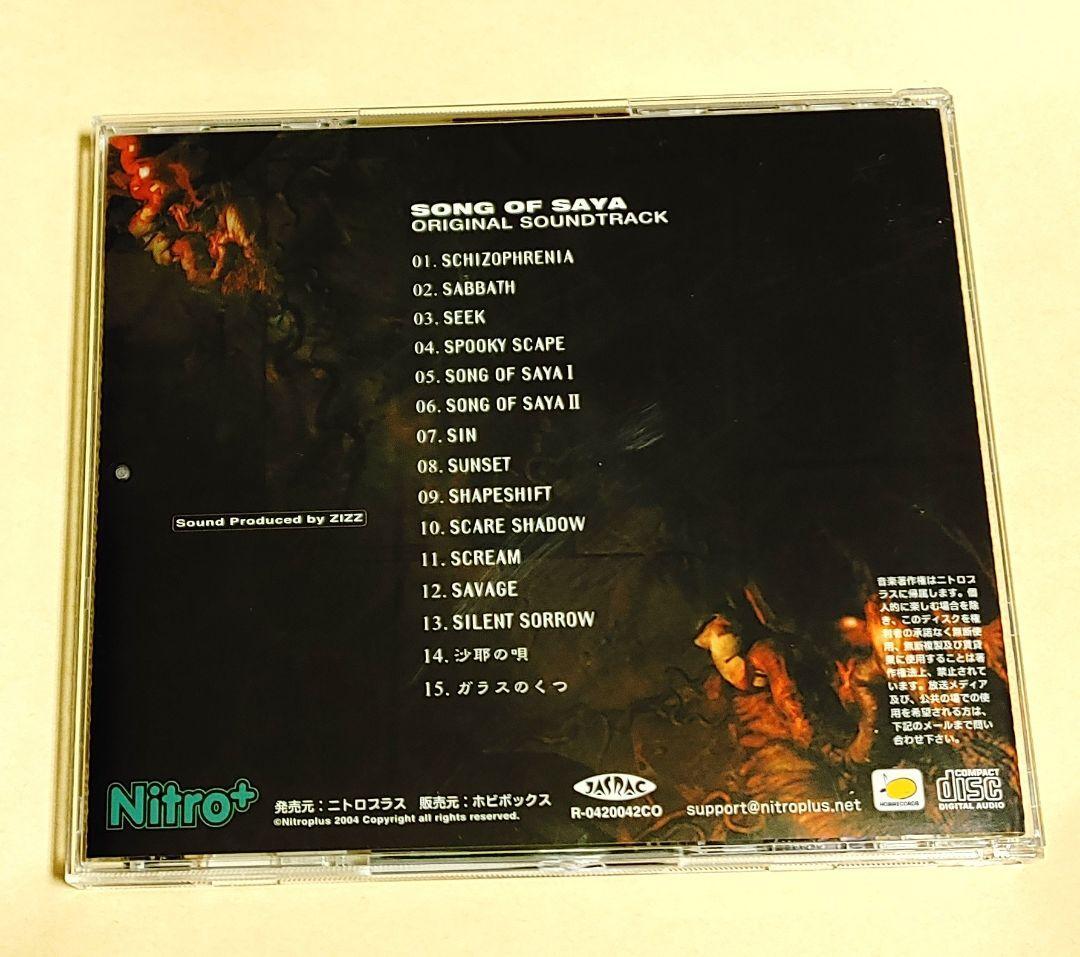 SONG OF SAYA
ORIGINAL SOUNDTRACK
01. SCHIZOPHRENIA
02. SABBATH
03. SEEK
04. SPOOKY SCAPE
05. SONG OF SAYA I
06. SONG OF SAYA II
07. SIN
08. SUNSET
09. SHAPESHIFT
10. SCARE SHADOW
11. SCREAM
12. SAVAGE
13. SILENT SORROW
14.沙耶の唄
15. ガラスのくつ
Sound Produced by ZIZZ
音楽著作権はニトロプ
ラスに帰属します。個
人的に楽しむ場合を除
き、このディスクを権
利者の承諾なく無断使
用、無断複製及び賃貸
業に使用することは著
作権法上、禁止されて
います。放送メディア
及び、公共の場での使
用を希望される方は、
下記のメールまで問い
合わせ下さい。
Nitro+
発売元：ニトロプラス 販売元：ホビボックス
©Nitroplus 2004 Copyright all rights reserved.
JASRAC
R-0420042CO
support@nitroplus.net
HOBIRECORDS
COMPACT
disc
DIGITAL AUDIO